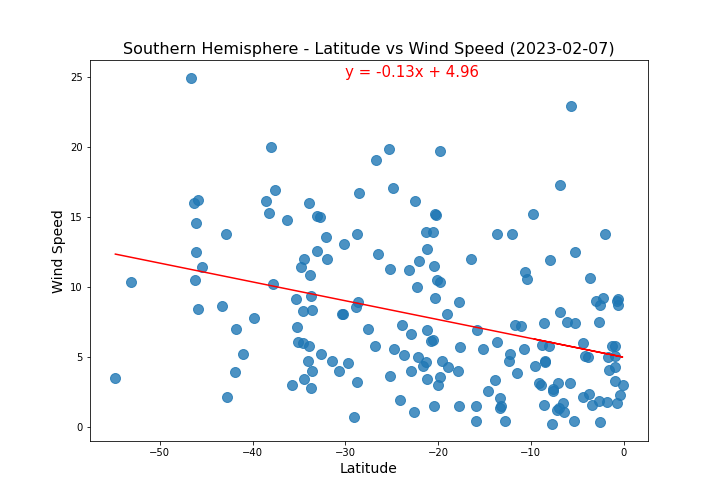 Southern Hemisphere - Latitude vs Wind Speed (2023-02-07)
y = -0.13x + 4.96
25
20
15
10
5
0
Wind Speed
−50 −40 −30 −20 −10 0
Latitude